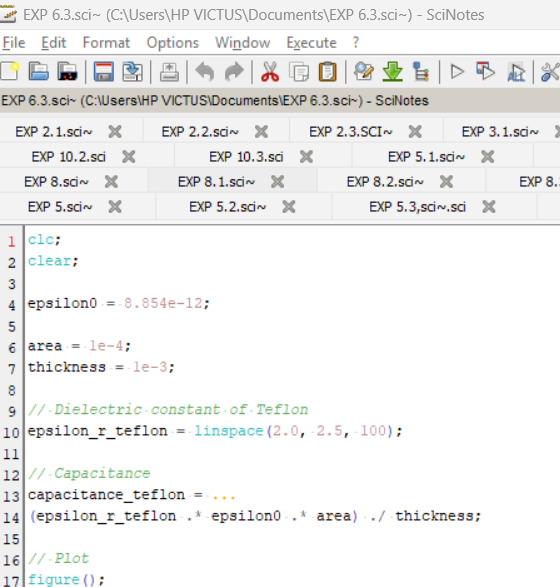 EXP 6.3.sci~ (C:\Users\HP VICTUS\Documents\EXP 6.3.sci~) - SciNotes
File Edit Format Options Window Execute ?
EXP 6.3.sci~ (C:\Users\HP VICTUS\Documents\EXP 6.3.sci~) - SciNotes
EXP 2.1.sci~ EXP 2.2.sci~ EXP 2.3.SCI~ EXP 3.1.sci~
EXP 10.2.sci EXP 10.3.sci EXP 5.1.sci~
EXP 8.sci~ EXP 8.1.sci~ EXP 8.2.sci~ EXP 8.
EXP 5.sci~ EXP 5.2.sci~ EXP 5.3,sci~.sci
1 clc;
2 clear;
3
4 epsilon0 = 8.854e-12;
5
6 area = 1e-4;
7 thickness = 1e-3;
8
9 // Dielectric constant of Teflon
10 epsilon_r_teflon = linspace(2.0, 2.5, 100);
11
12 // Capacitance
13 capacitance_teflon = ...
14 (epsilon_r_teflon .* epsilon0 .* area) ./ thickness;
15
16 // Plot
17 figure();